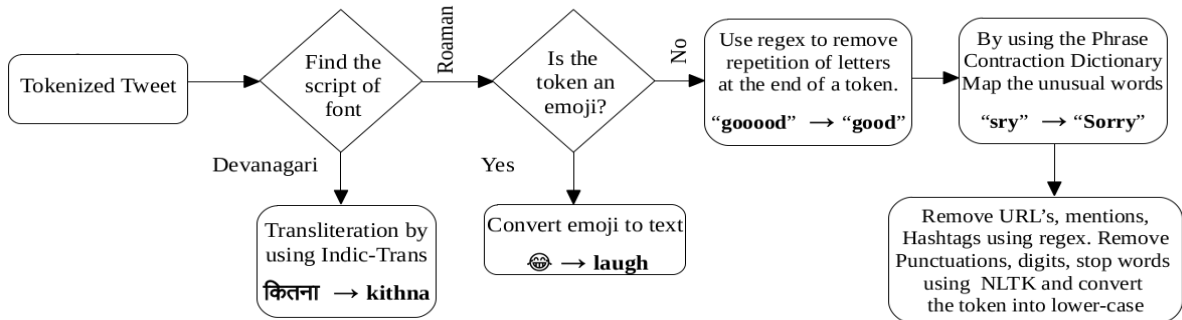 Tokenized Tweet
Find the
script of
font
Roaman
Devanagari
Transliteration by
using Indic-Trans
कितना → kithna
Is the
token an
emoji?
Yes
Convert emoji to text
😂 → laugh
No
Use regex to remove
repetition of letters
at the end of a token.
“gooood” → “good”
By using the Phrase
Contraction Dictionary
Map the unusual words
“sry” → “Sorry”
Remove URL’s, mentions,
Hashtags using regex. Remove
Punctuations, digits, stop words
using NLTK and convert
the token into lower-case